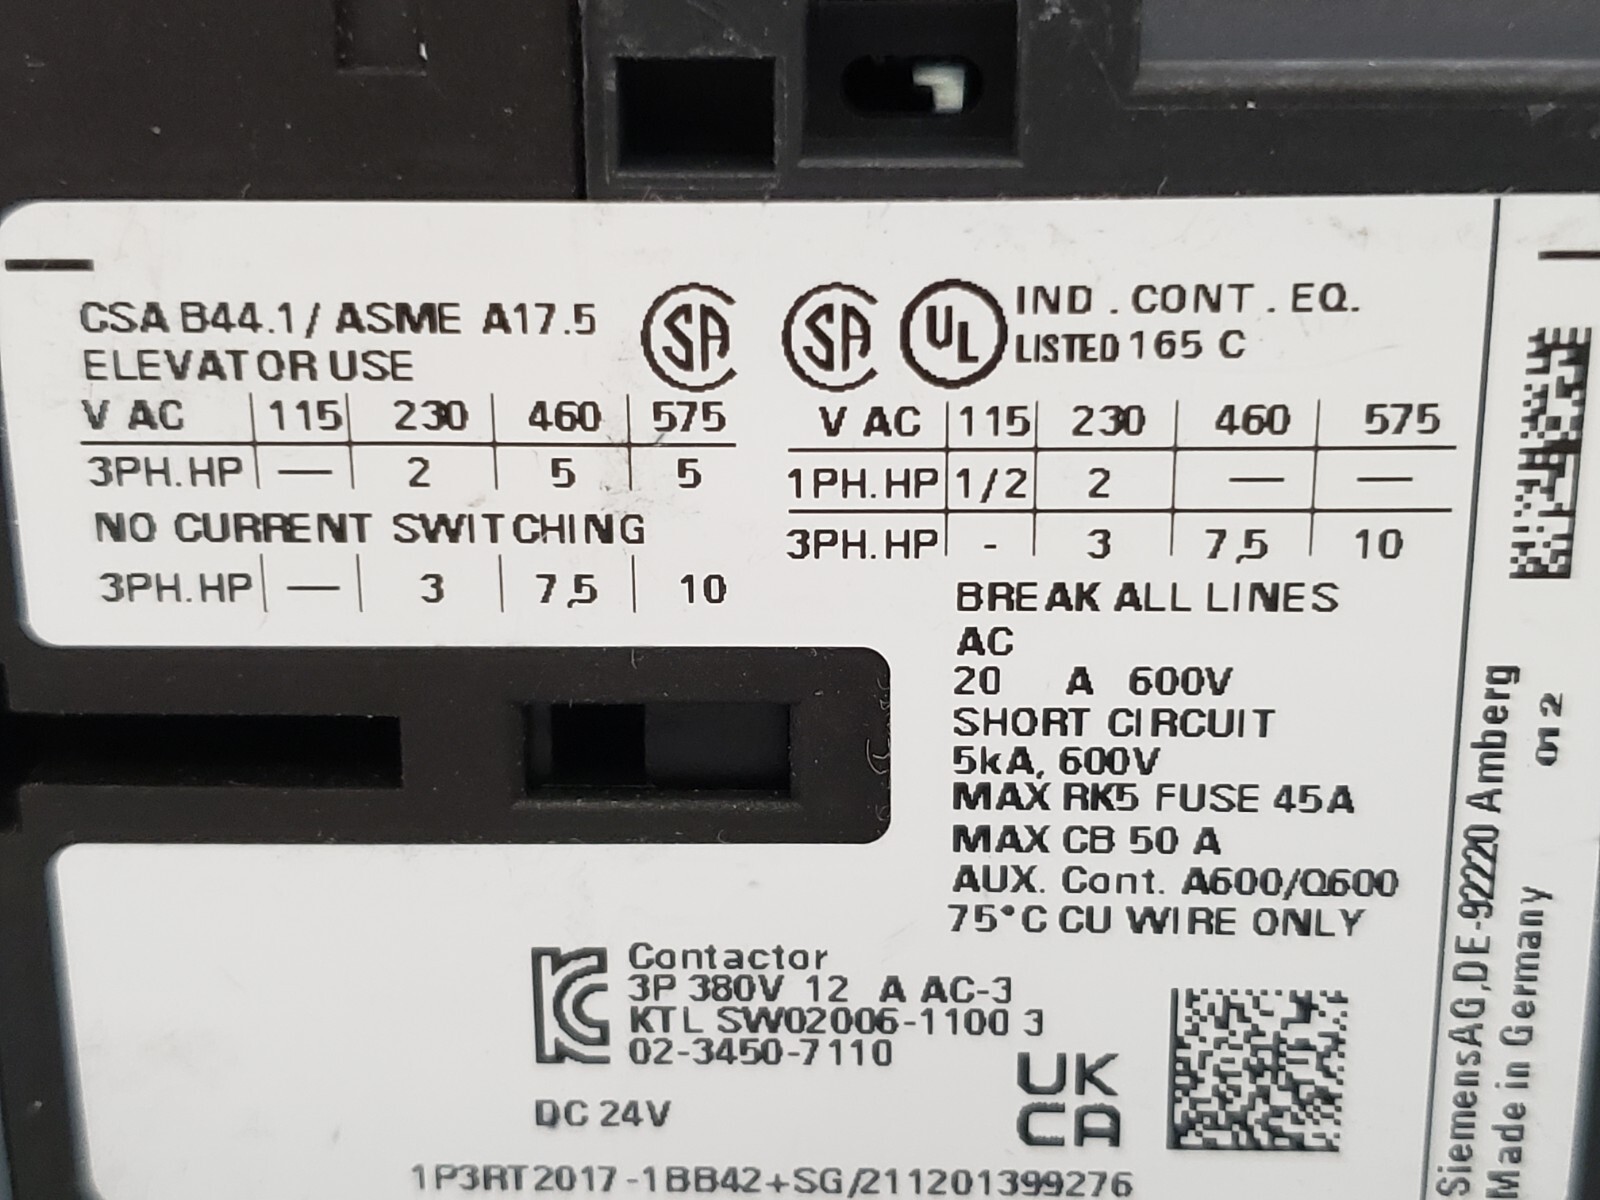 CSA B44.1/ ASME A17.5
ELEVATOR USE
V AC 115 230 460 575
3PH.HP — 2 5 5
NO CURRENT SWITCHING
3PH.HP — 3 7,5 10
SA
SA
UL
IND. CONT. EQ.
LISTED 165 C
V AC 115 230 460 575
1PH.HP 1/2 2 — —
3PH.HP - 3 7,5 10
BREAK ALL LINES
AC
20 A 600V
SHORT CIRCUIT
5kA, 600V
MAX RK5 FUSE 45A
MAX CB 50 A
AUX. Cont. A600/Q600
75°C CU WIRE ONLY
Contactor
3P 380V 12 A AC-3
KTL SW02006-1100 3
02-3450-7110
UK
CA
DC 24V
1P3RT2017-1BB42+SG/211201399276
Siemens AG, DE-92220 Amberg
Made in Germany
012